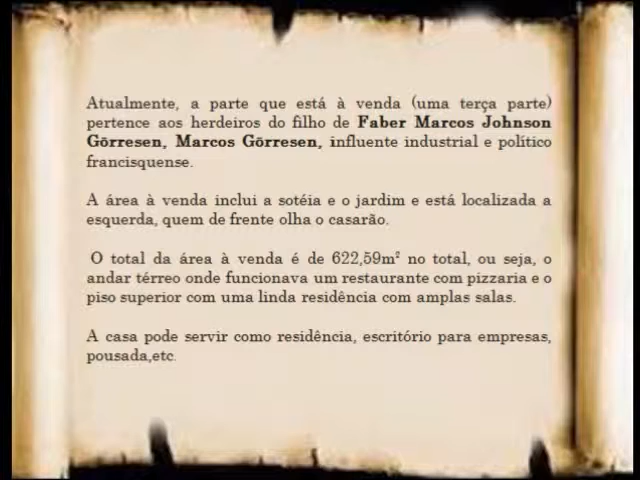 Atualmente, a parte que está à venda (uma terça parte)
pertence aos herdeiros do filho de Faber Marcos Johnson
Görresen, Marcos Görresen, influente industrial e político
francisquense.
A área à venda inclui a sotéia e o jardim e está localizada a
esquerda, quem de frente olha o casarão.
O total da área à venda é de 622,59m² no total, ou seja, o
andar térreo onde funcionava um restaurante com pizzaria e o
piso superior com uma linda residência com amplas salas.
A casa pode servir como residência, escritório para empresas,
pousada,etc.